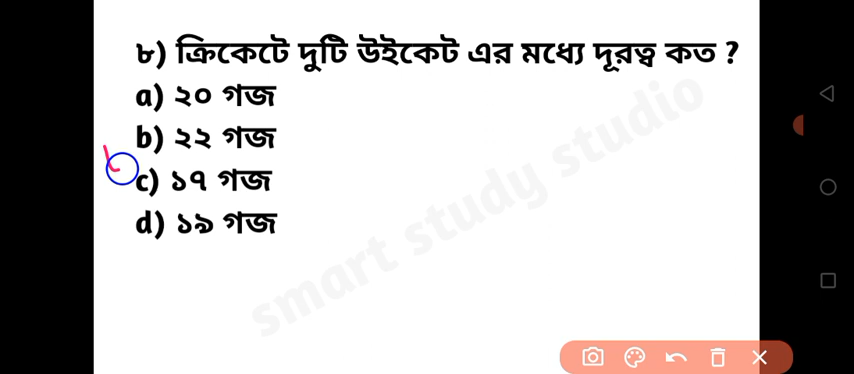 ৮) ক্রিকেটে দুটি উইকেট এর মধ্যে দূরত্ব কত ?
a) ২০ গজ
b) ২২ গজ
c) ১৭ গজ
d) ১৯ গজ
smart study studio